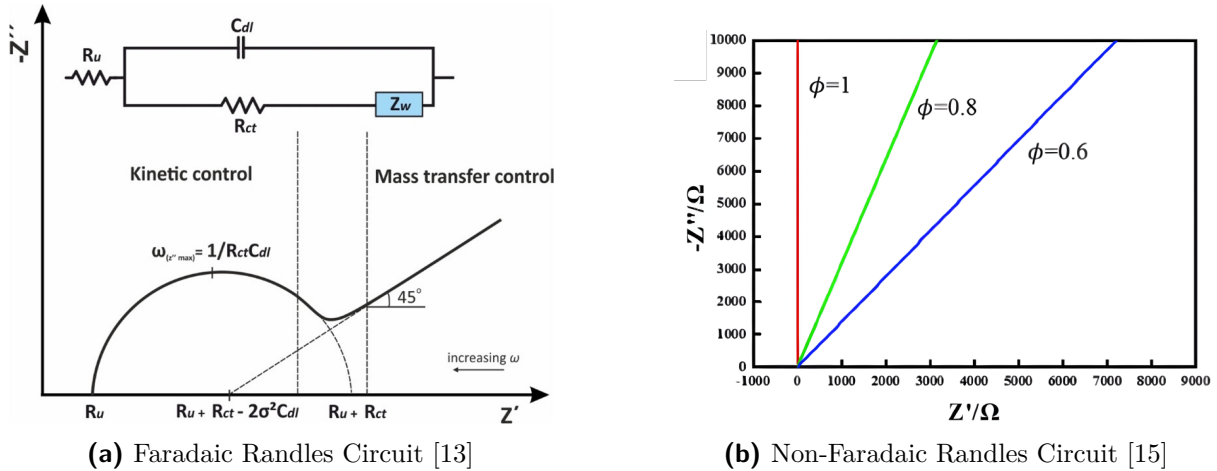 -Z′′
Cdl
Ru
Rct
Zw
Kinetic control
Mass transfer control
ω(z′′ max)= 1/RctCdl
45°
increasing ω
Ru
Ru + Rct - 2σ²Cdl
Ru + Rct
Z′
(a) Faradaic Randles Circuit [13]
-Z''/Ω
10000
9000
8000
7000
6000
5000
4000
3000
2000
1000
0
ϕ=1
ϕ=0.8
ϕ=0.6
-1000 0 1000 2000 3000 4000 5000 6000 7000 8000 9000
Z'/Ω
(b) Non-Faradaic Randles Circuit [15]